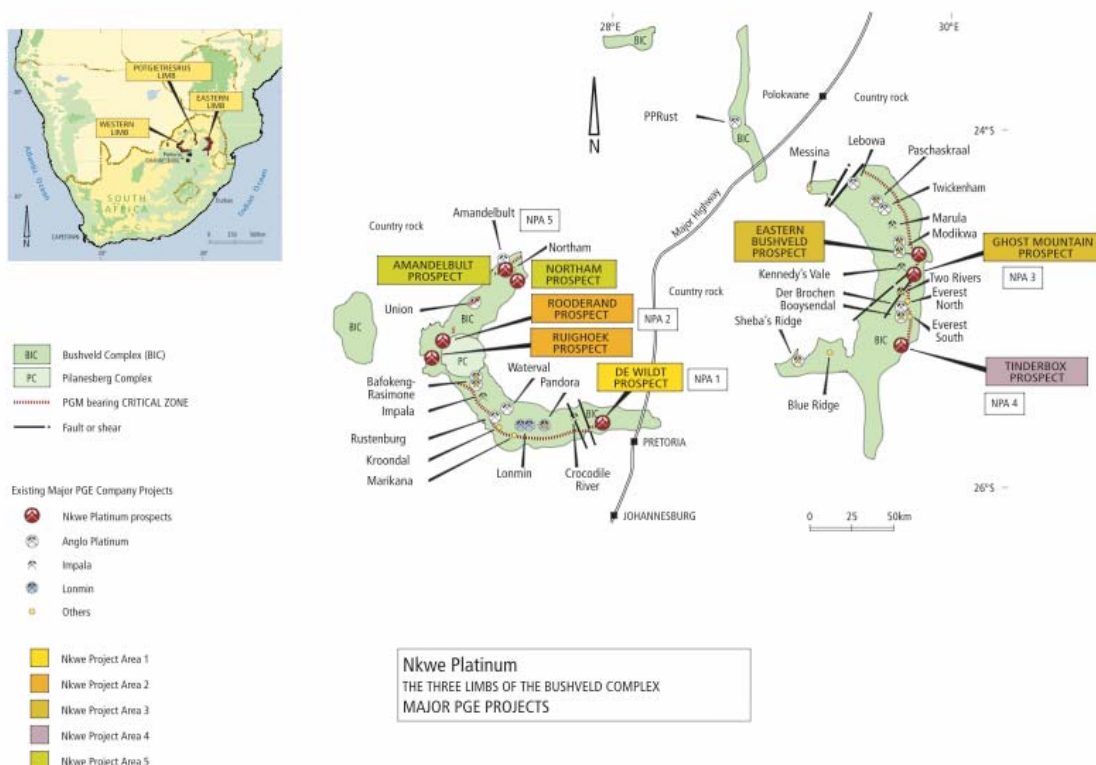 28°E
30°E
BIC
POTGIETRESRUS
LIMB
EASTERN
LIMB
WESTERN
LIMB
Atlantic Ocean
SOUTH
AFRICA
Indian Ocean
Durban
CAPETOWN
N
N
Polokwane
Country rock
PPRust
BIC
24°S
Messina
Lebowa
Paschaskraal
Twickenham
Marula
Modikwa
Major Highway
EASTERN
BUSHVELD
PROSPECT
GHOST MOUNTAIN
PROSPECT
NPA 3
Kennedy's Vale
Two Rivers
Der Brochen
Everest
North
Booysendal
Sheba's Ridge
Everest
South
BIC
TINDERBOX
PROSPECT
NPA 4
Blue Ridge
26°S
0 25 50km
Amandelbult
NPA 5
Country rock
Northam
AMANDELBULT
PROSPECT
NORTHAM
PROSPECT
Union
BIC
BIC
ROODERAND
PROSPECT
Country rock
NPA 2
RUIGHOEK
PROSPECT
PC
Waterval
DE WILDT
PROSPECT
NPA 1
Bafokeng-
Rasimone
Pandora
Impala
BIC
Rustenburg
Kroondal
Marikana
Lonmin
Crocodile
River
PRETORIA
JOHANNESBURG
BIC Bushveld Complex (BIC)
PC Pilanesberg Complex
PGM bearing CRITICAL ZONE
Fault or shear
Existing Major PGE Company Projects
Nkwe Platinum prospects
Anglo Platinum
Impala
Lonmin
Others
Nkwe Project Area 1
Nkwe Project Area 2
Nkwe Project Area 3
Nkwe Project Area 4
Nkwe Project Area 5
Nkwe Platinum
THE THREE LIMBS OF THE BUSHVELD COMPLEX
MAJOR PGE PROJECTS